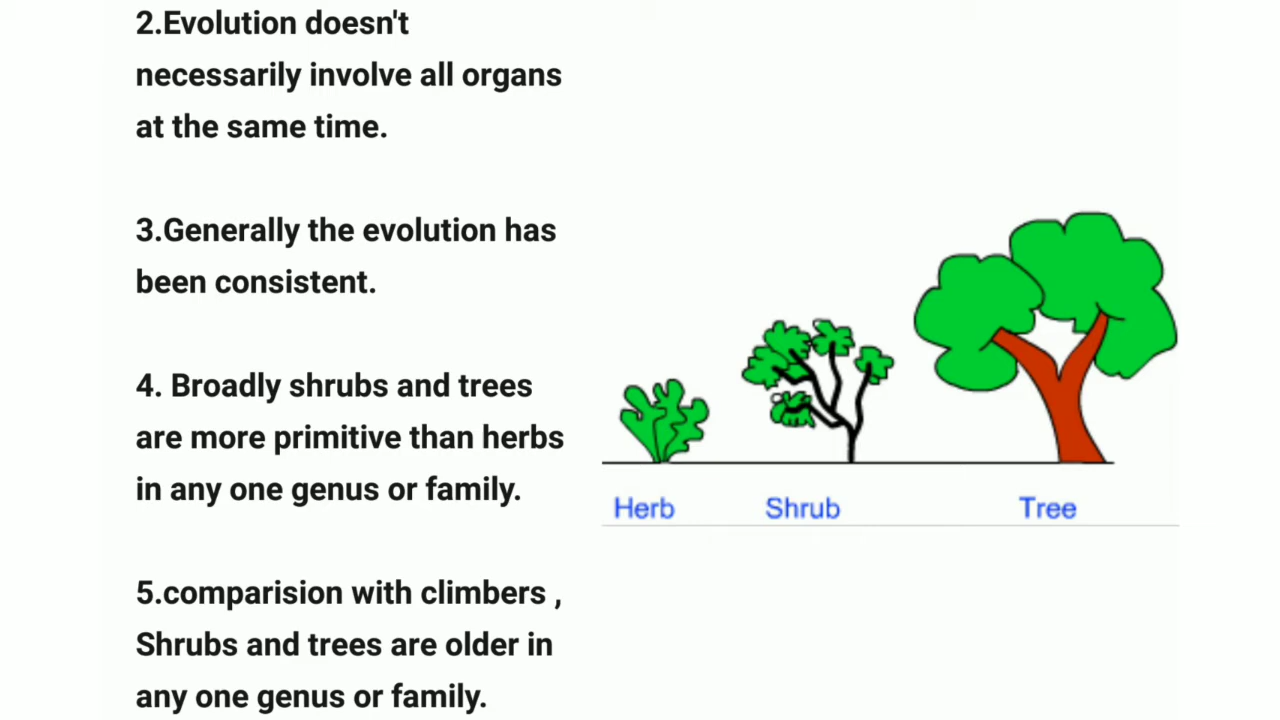 2.Evolution doesn't
necessarily involve all organs
at the same time.
3.Generally the evolution has
been consistent.
4. Broadly shrubs and trees
are more primitive than herbs
in any one genus or family.
5.comparision with climbers ,
Shrubs and trees are older in
any one genus or family.
Herb
Shrub
Tree